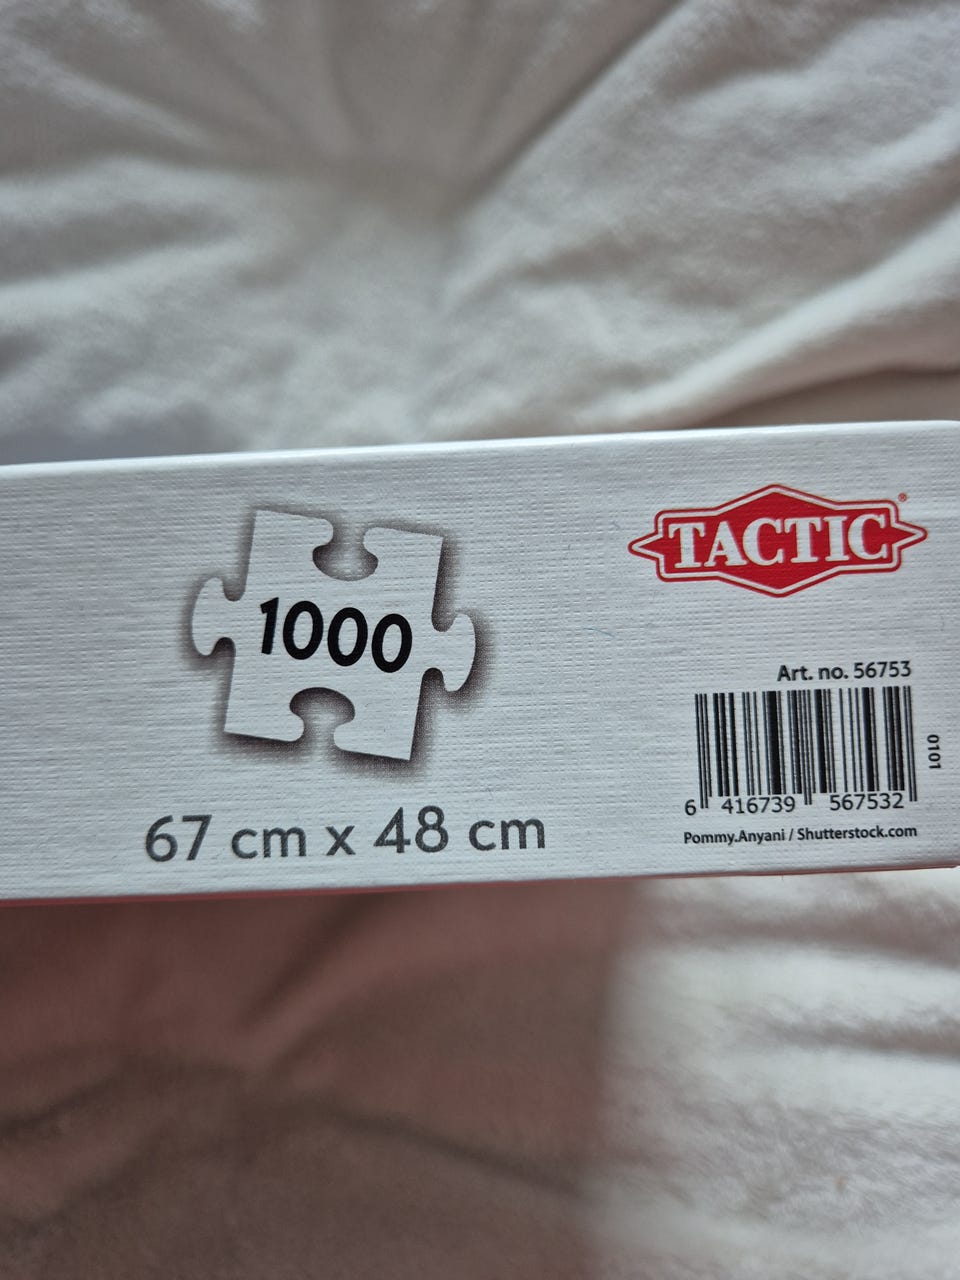 TACTIC®
1000
Art. no. 56753
0101
6 416739 567532
67 cm x 48 cm
Pommy.Anyani / Shutterstock.com